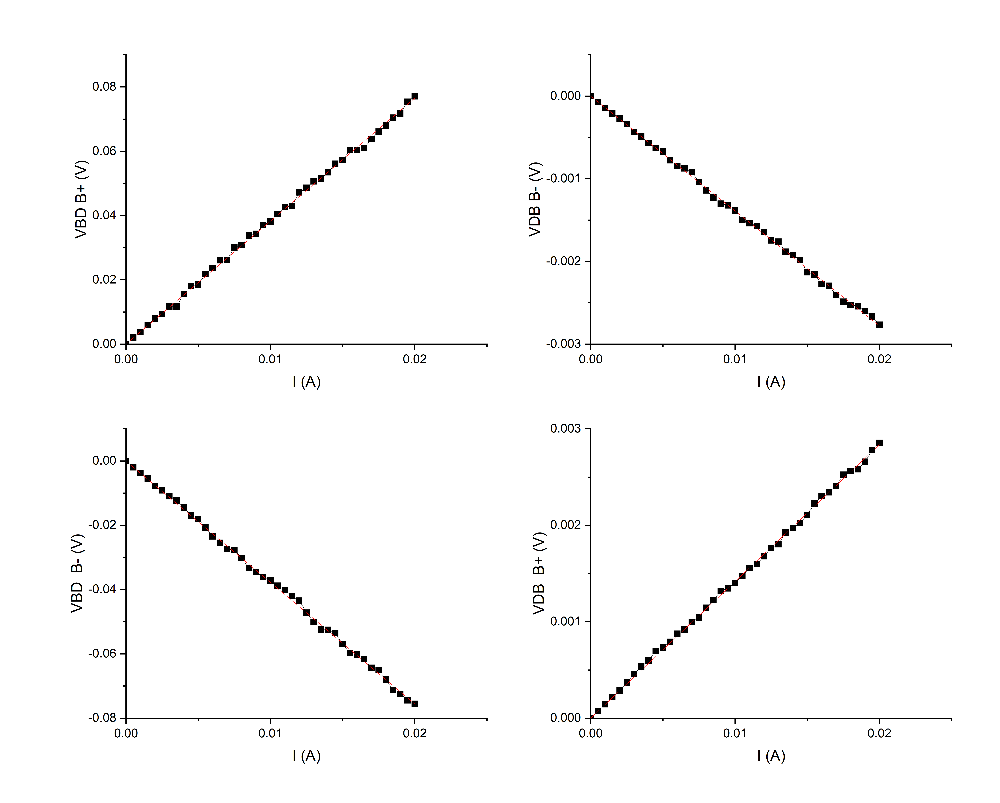 VBD B+ (V)
0.08
0.06
0.04
0.02
0.00
0.00 0.01 0.02
I (A)
VDB B- (V)
0.000
-0.001
-0.002
-0.003
0.00 0.01 0.02
I (A)
VBD B- (V)
0.00
-0.02
-0.04
-0.06
-0.08
0.00 0.01 0.02
I (A)
VDB B+ (V)
0.003
0.002
0.001
0.000
0.00 0.01 0.02
I (A)